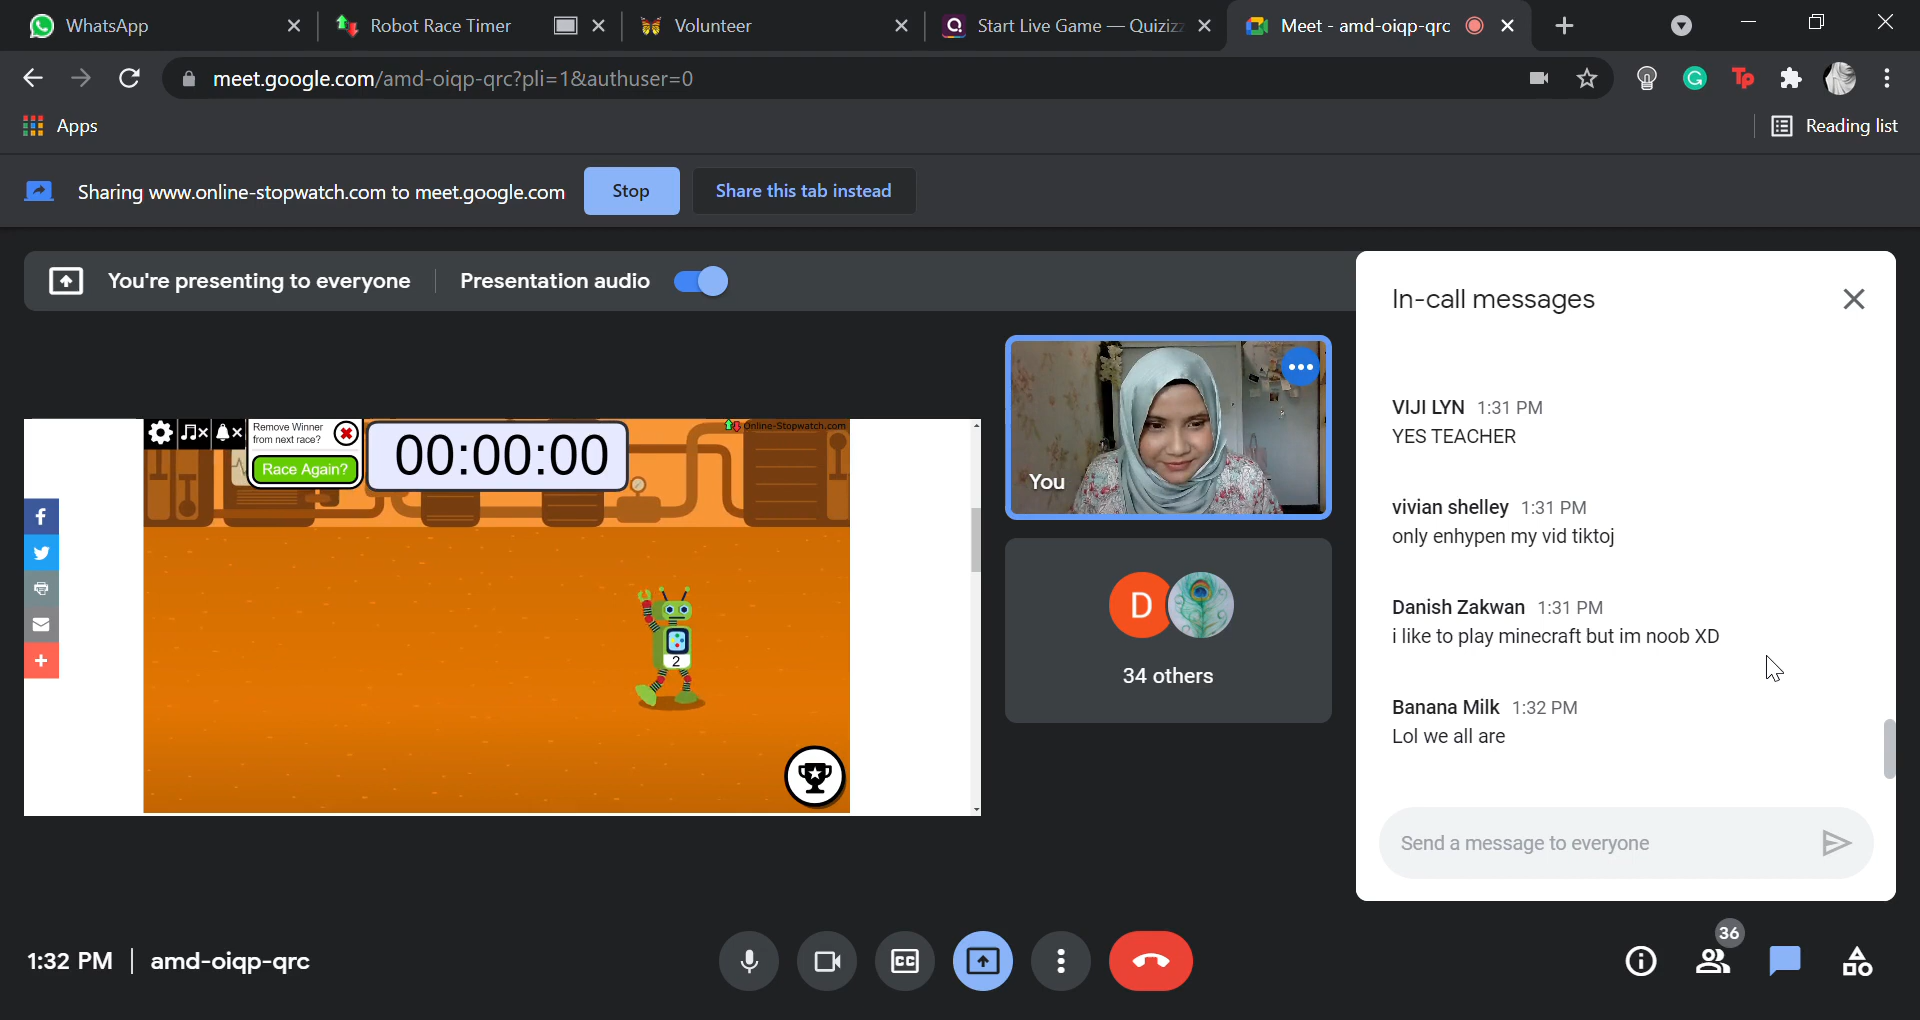 WhatsApp
Robot Race Timer
Volunteer
Start Live Game — Quizizz
Meet - amd-oiqp-qrc
meet.google.com/amd-oiqp-qrc?pli=1&authuser=0
Apps
Reading list
Sharing www.online-stopwatch.com to meet.google.com
Stop
Share this tab instead
You're presenting to everyone
Presentation audio
Remove Winner
from next race?
Race Again?
00:00:00
Online-Stopwatch.com
2
You
D
34 others
In-call messages
VIJI LYN 1:31 PM
YES TEACHER
vivian shelley 1:31 PM
only enhypen my vid tiktoj
Danish Zakwan 1:31 PM
i like to play minecraft but im noob XD
Banana Milk 1:32 PM
Lol we all are
Send a message to everyone
1:32 PM
amd-oiqp-qrc
CC
36